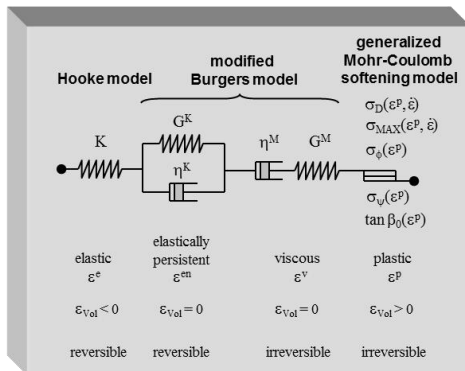 generalized
modified Mohr-Coulomb
Hooke model Burgers model softening model
σD(εᵖ, ε̇)
σMAX(εᵖ, ε̇)
σϕ(εᵖ)
K Gᴷ ηᴷ ηᴹ Gᴹ
σψ(εᵖ)
tan β0(εᵖ)
elastic elastically persistent viscous plastic
εᵉ εᵉⁿ εᵛ εᵖ
εVol < 0 εVol = 0 εVol = 0 εVol > 0
reversible reversible irreversible irreversible